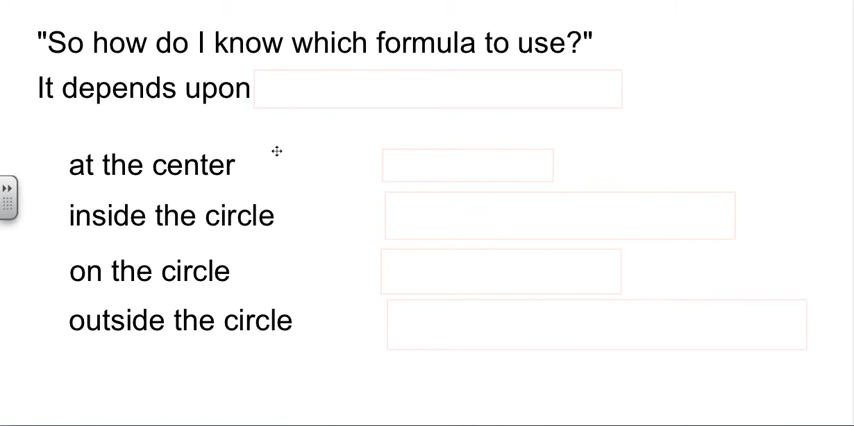 "So how do I know which formula to use?"
It depends upon
at the center
inside the circle
on the circle
outside the circle